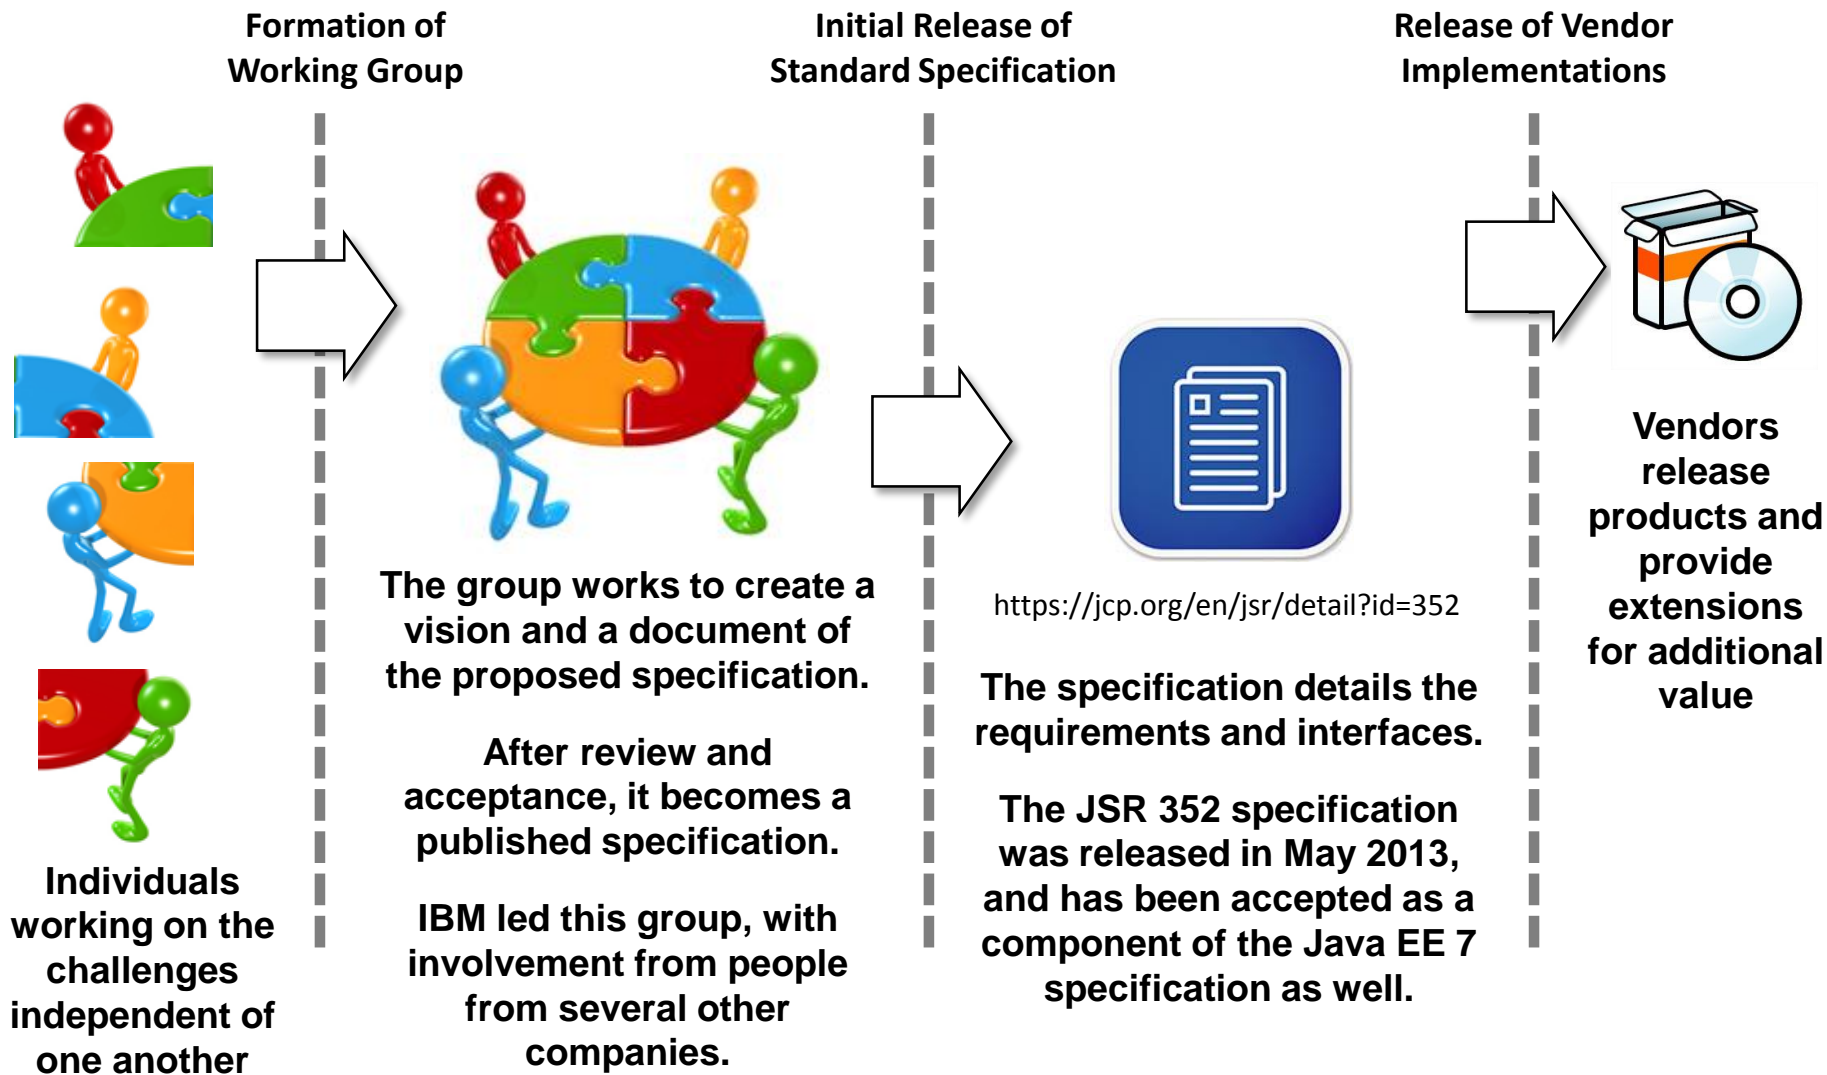 Formation of
Working Group
Initial Release of
Standard Specification
Release of Vendor
Implementations
Individuals
working on the
challenges
independent of
one another
The group works to create a
vision and a document of
the proposed specification.
After review and
acceptance, it becomes a
published specification.
IBM led this group, with
involvement from people
from several other
companies.
https://jcp.org/en/jsr/detail?id=352
The specification details the
requirements and interfaces.
The JSR 352 specification
was released in May 2013,
and has been accepted as a
component of the Java EE 7
specification as well.
Vendors
release
products and
provide
extensions
for additional
value